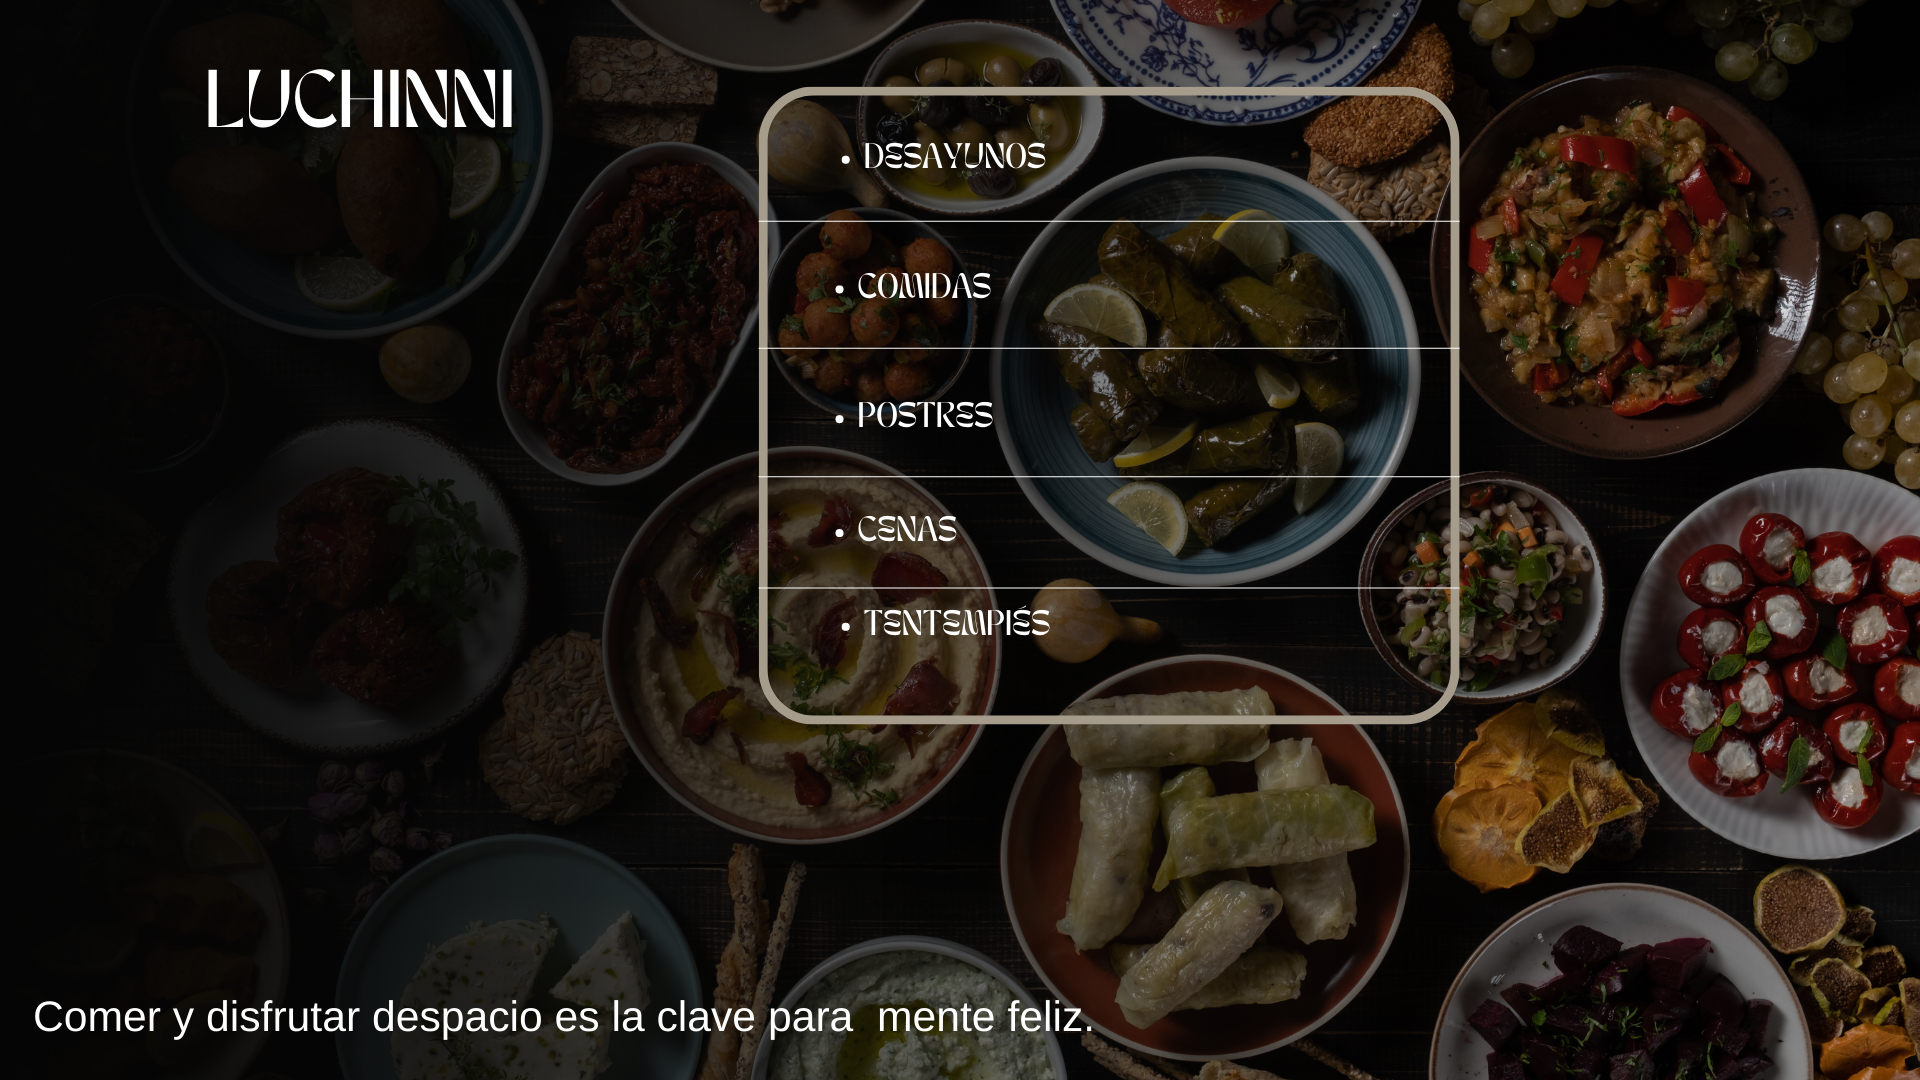 LUCHINNI
• DESAYUNOS
• COMIDAS
• POSTRES
• CENAS
• TENTEMPIÉS
Comer y disfrutar despacio es la clave para  mente feliz.